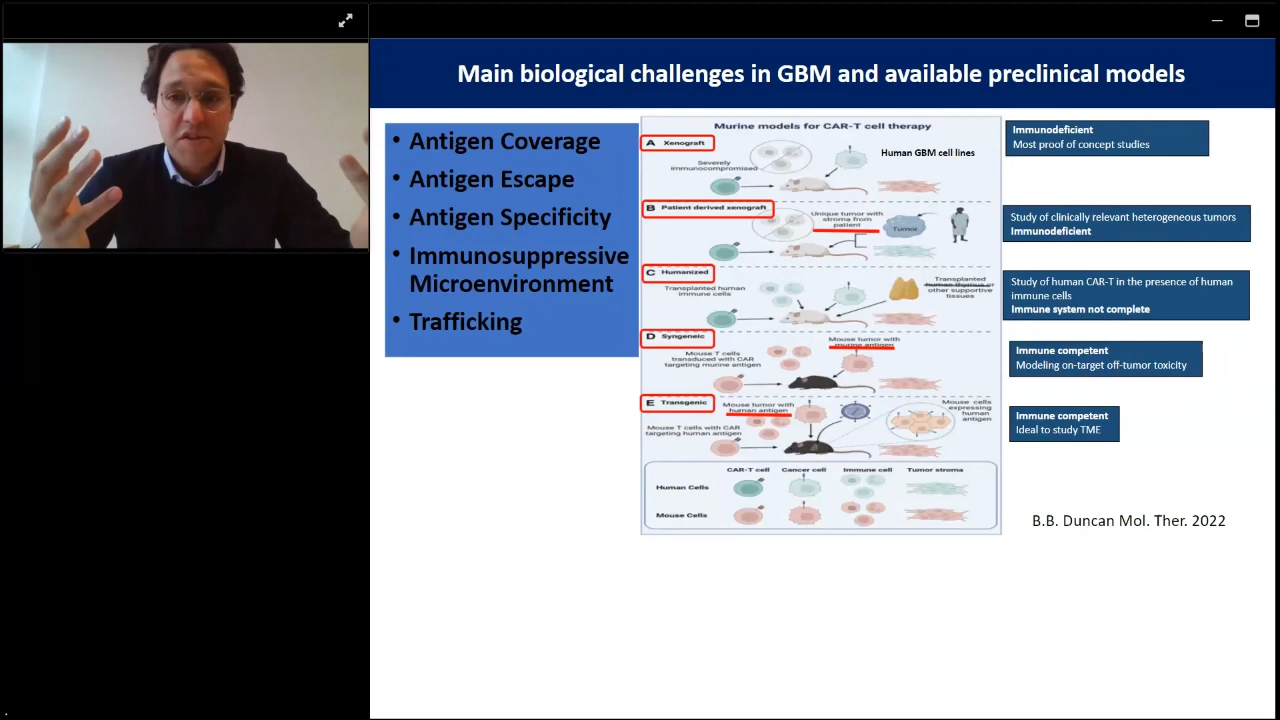 Main biological challenges in GBM and available preclinical models
• Antigen Coverage
• Antigen Escape
• Antigen Specificity
• Immunosuppressive
Microenvironment
• Trafficking
Murine models for CAR-T cell therapy
A Xenograft
Severely
immunocompromised
Human GBM cell lines
B Patient derived xenograft
Unique tumor with
stroma from
patient
Tumor
C Humanized
Transplanted human
immune cells
Transplanted
human thymus or
other supportive
tissues
D Syngeneic
Mouse T cells
transduced with CAR
targeting murine antigen
Mouse tumor with
murine antigen
E Transgenic
Mouse tumor with
human antigen
Mouse T cells with CAR
targeting human antigen
Mouse cells
expressing
human
antigen
CAR-T cell Cancer cell Immune cell Tumor stroma
Human Cells
Mouse Cells
Immunodeficient
Most proof of concept studies
Study of clinically relevant heterogeneous tumors
Immunodeficient
Study of human CAR-T in the presence of human
immune cells
Immune system not complete
Immune competent
Modeling on-target off-tumor toxicity
Immune competent
Ideal to study TME
B.B. Duncan Mol. Ther. 2022